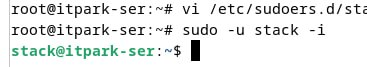 root@itpark-ser:~# vi /etc/sudoers.d/sta
root@itpark-ser:~# sudo -u stack -i
stack@itpark-ser:~$